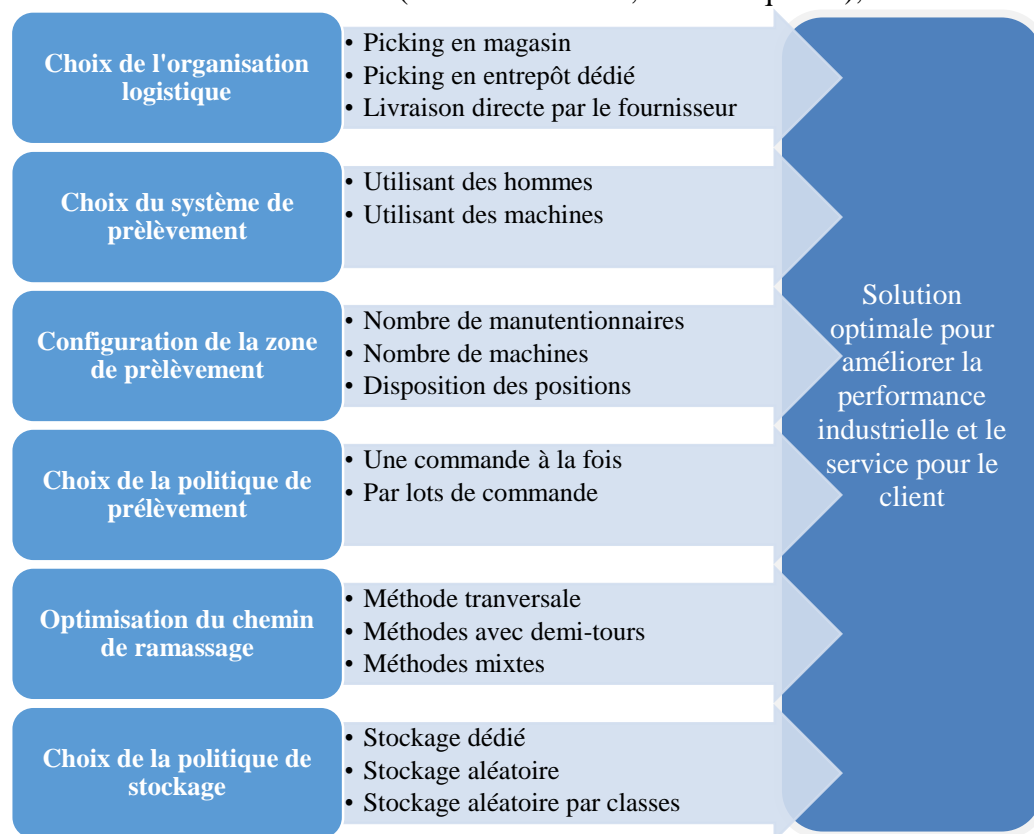 Choix de l'organisation
logistique
• Picking en magasin
• Picking en entrepôt dédié
• Livraison directe par le fournisseur
Choix du système de
prèlèvement
• Utilisant des hommes
• Utilisant des machines
Configuration de la zone
de prèlèvement
• Nombre de manutentionnaires
• Nombre de machines
• Disposition des positions
Choix de la politique de
prélèvement
• Une commande à la fois
• Par lots de commande
Optimisation du chemin
de ramassage
• Méthode tranversale
• Méthodes avec demi-tours
• Méthodes mixtes
Choix de la politique de
stockage
• Stockage dédié
• Stockage aléatoire
• Stockage aléatoire par classes
Solution
optimale pour
améliorer la
performance
industrielle et le
service pour le
client